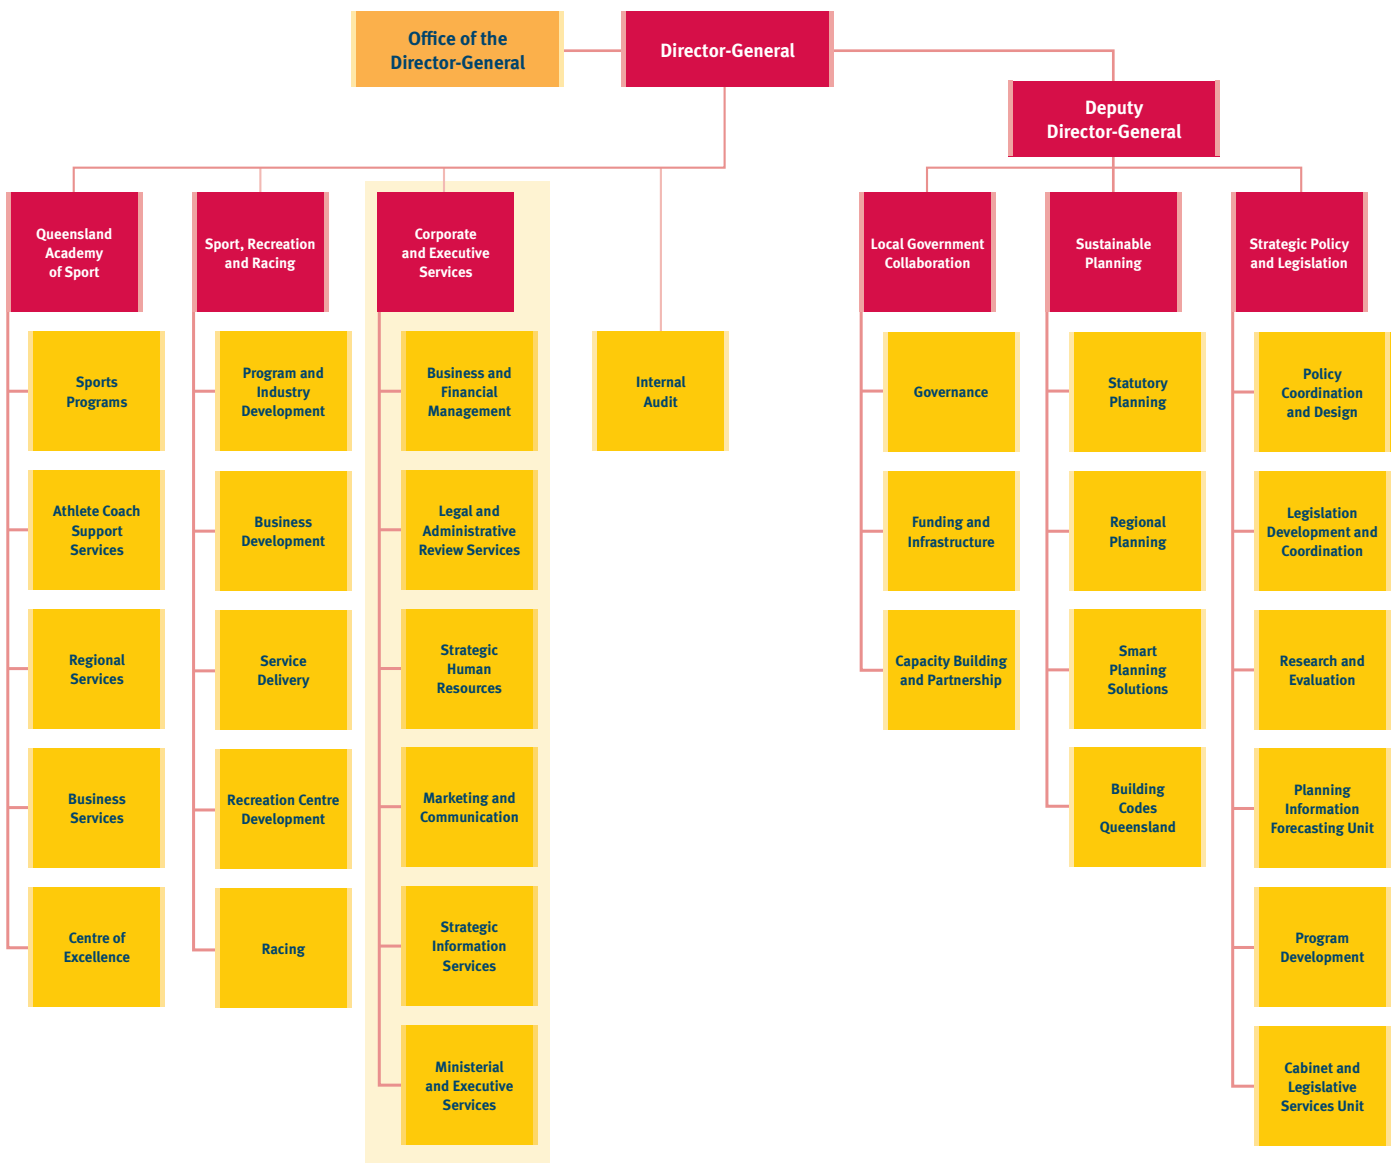 Office of the
Director-General
Director-General
Deputy
Director-General
Queensland
Academy
of Sport
Sports
Programs
Athlete Coach
Support
Services
Regional
Services
Business
Services
Centre of
Excellence
Sport, Recreation
and Racing
Program and
Industry
Development
Business
Development
Service
Delivery
Recreation Centre
Development
Racing
Corporate
and Executive
Services
Business and
Financial
Management
Legal and
Administrative
Review Services
Strategic
Human
Resources
Marketing and
Communication
Strategic
Information
Services
Ministerial
and Executive
Services
Internal
Audit
Local Government
Collaboration
Governance
Funding and
Infrastructure
Capacity Building
and Partnership
Sustainable
Planning
Statutory
Planning
Regional
Planning
Smart
Planning
Solutions
Building
Codes
Queensland
Strategic Policy
and Legislation
Policy
Coordination
and Design
Legislation
Development and
Coordination
Research and
Evaluation
Planning
Information
Forecasting Unit
Program
Development
Cabinet and
Legislative
Services Unit